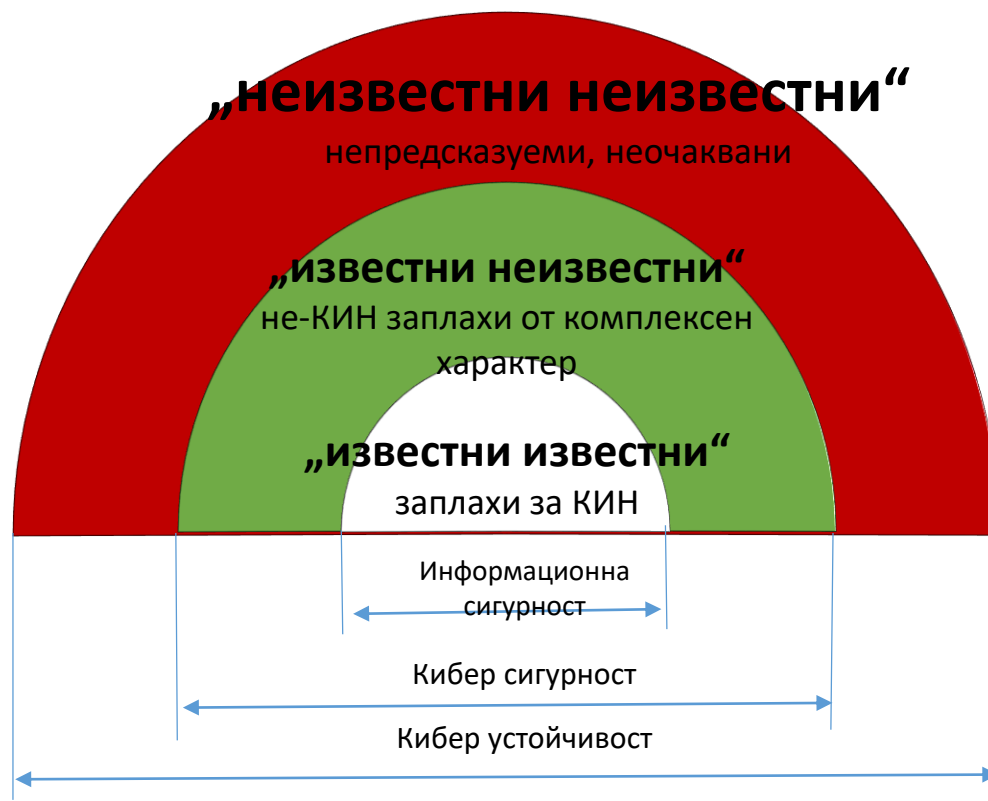 „неизвестни неизвестни“
непредсказуеми, неочаквани
„известни неизвестни“
не-КИН заплахи от комплексен
характер
„известни известни“
заплахи за КИН
Информационна
сигурност
Кибер сигурност
Кибер устойчивост